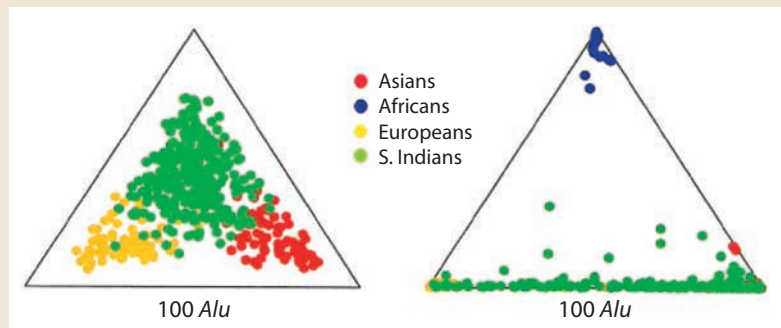 Asians
Africans
Europeans
S. Indians
100 Alu
100 Alu